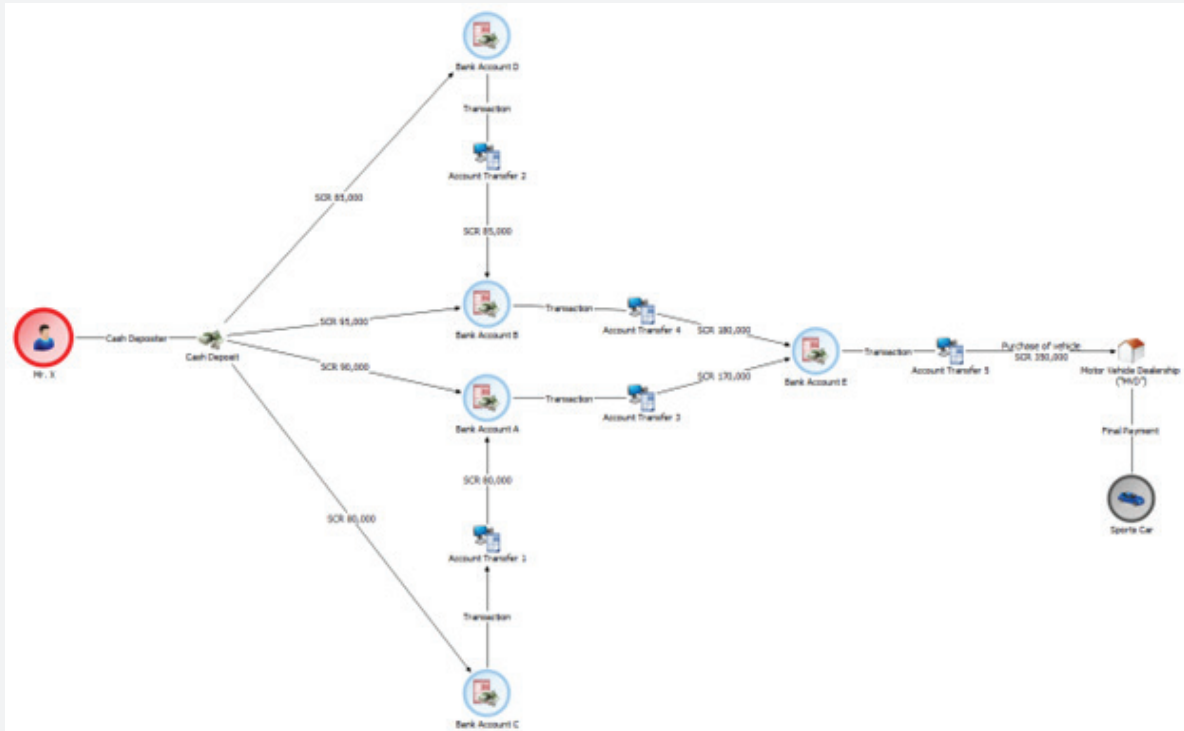 Bank Account D
Transaction
Account Transfer 2
SCR 85,000
SCR 85,000
Mr. X
Cash Depositer
Cash Deposit
SCR 95,000
Bank Account B
Transaction
Account Transfer 4
SCR 180,000
SCR 90,000
Bank Account A
Transaction
Account Transfer 3
SCR 170,000
Bank Account E
Transaction
Account Transfer 5
Purchase of vehicle
SCR 350,000
Motor Vehicle Dealership
("MVD")
Final Payment
Sports Car
SCR 80,000
SCR 80,000
Account Transfer 1
Transaction
Bank Account C